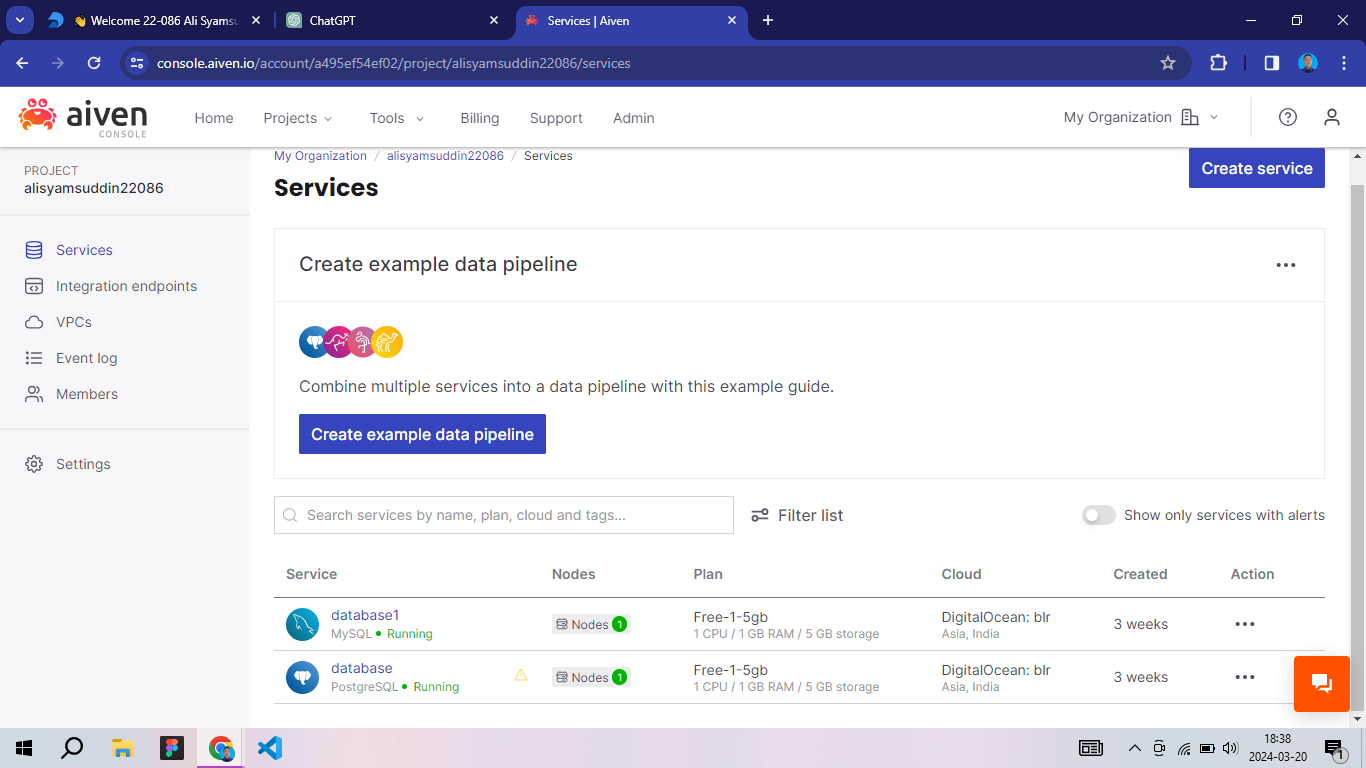 👋 Welcome 22-086 Ali Syamsu
ChatGPT
Services | Aiven
console.aiven.io/account/a495ef54ef02/project/alisyamsuddin22086/services
aiven
CONSOLE
Home
Projects
Tools
Billing
Support
Admin
My Organization
PROJECT
alisyamsuddin22086
Services
Integration endpoints
VPCs
Event log
Members
Settings
My Organization / alisyamsuddin22086 / Services
Services
Create service
Create example data pipeline
Combine multiple services into a data pipeline with this example guide.
Create example data pipeline
Search services by name, plan, cloud and tags...
Filter list
Show only services with alerts
Service Nodes Plan Cloud Created Action
database1
MySQL Running
Nodes 1
Free-1-5gb
1 CPU / 1 GB RAM / 5 GB storage
DigitalOcean: blr
Asia, India
3 weeks
database
PostgreSQL Running
Nodes 1
Free-1-5gb
1 CPU / 1 GB RAM / 5 GB storage
DigitalOcean: blr
Asia, India
3 weeks
18:38
2024-03-20
1